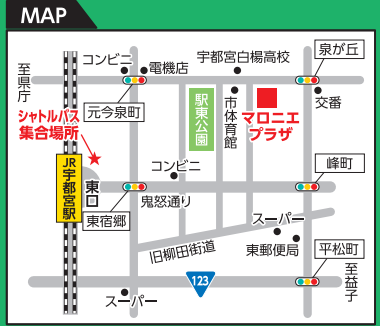 MAP
至県庁
コンビニ
電機店
宇都宮白楊高校
泉が丘
元今泉町
駅東公園
市体育館
マロニエ
プラザ
交番
シャトルバス
集合場所
JR宇都宮駅
東口
コンビニ
峰町
東宿郷
鬼怒通り
スーパー
旧柳田街道
東郵便局
平松町
123
至益子
スーパー